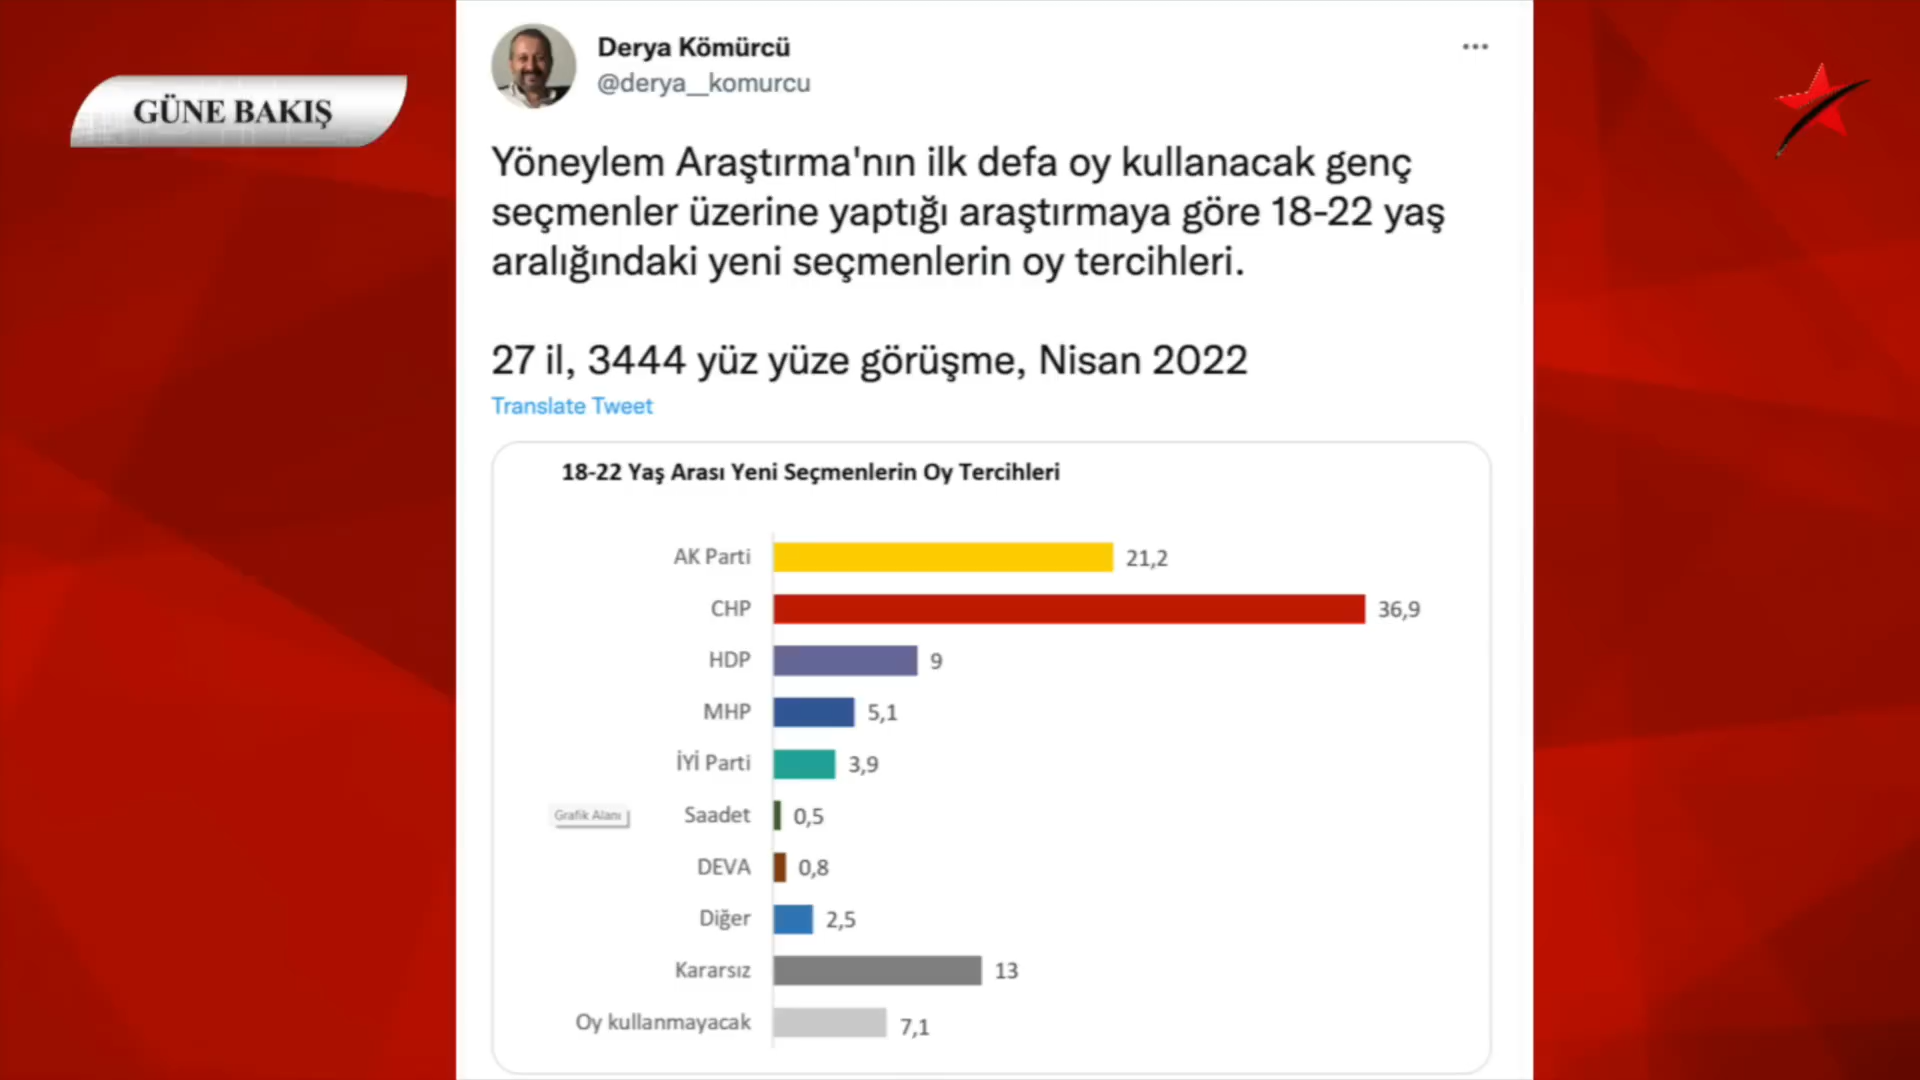 GÜNE BAKIŞ
Derya Kömürcü
@derya__komurcu
Yöneylem Araştırma'nın ilk defa oy kullanacak genç
seçmenler üzerine yaptığı araştırmaya göre 18-22 yaş
aralığındaki yeni seçmenlerin oy tercihleri.
27 il, 3444 yüz yüze görüşme, Nisan 2022
Translate Tweet
18-22 Yaş Arası Yeni Seçmenlerin Oy Tercihleri
AK Parti 21,2
CHP 36,9
HDP 9
MHP 5,1
İYİ Parti 3,9
Grafik Alanı
Saadet 0,5
DEVA 0,8
Diğer 2,5
Kararsız 13
Oy kullanmayacak 7,1